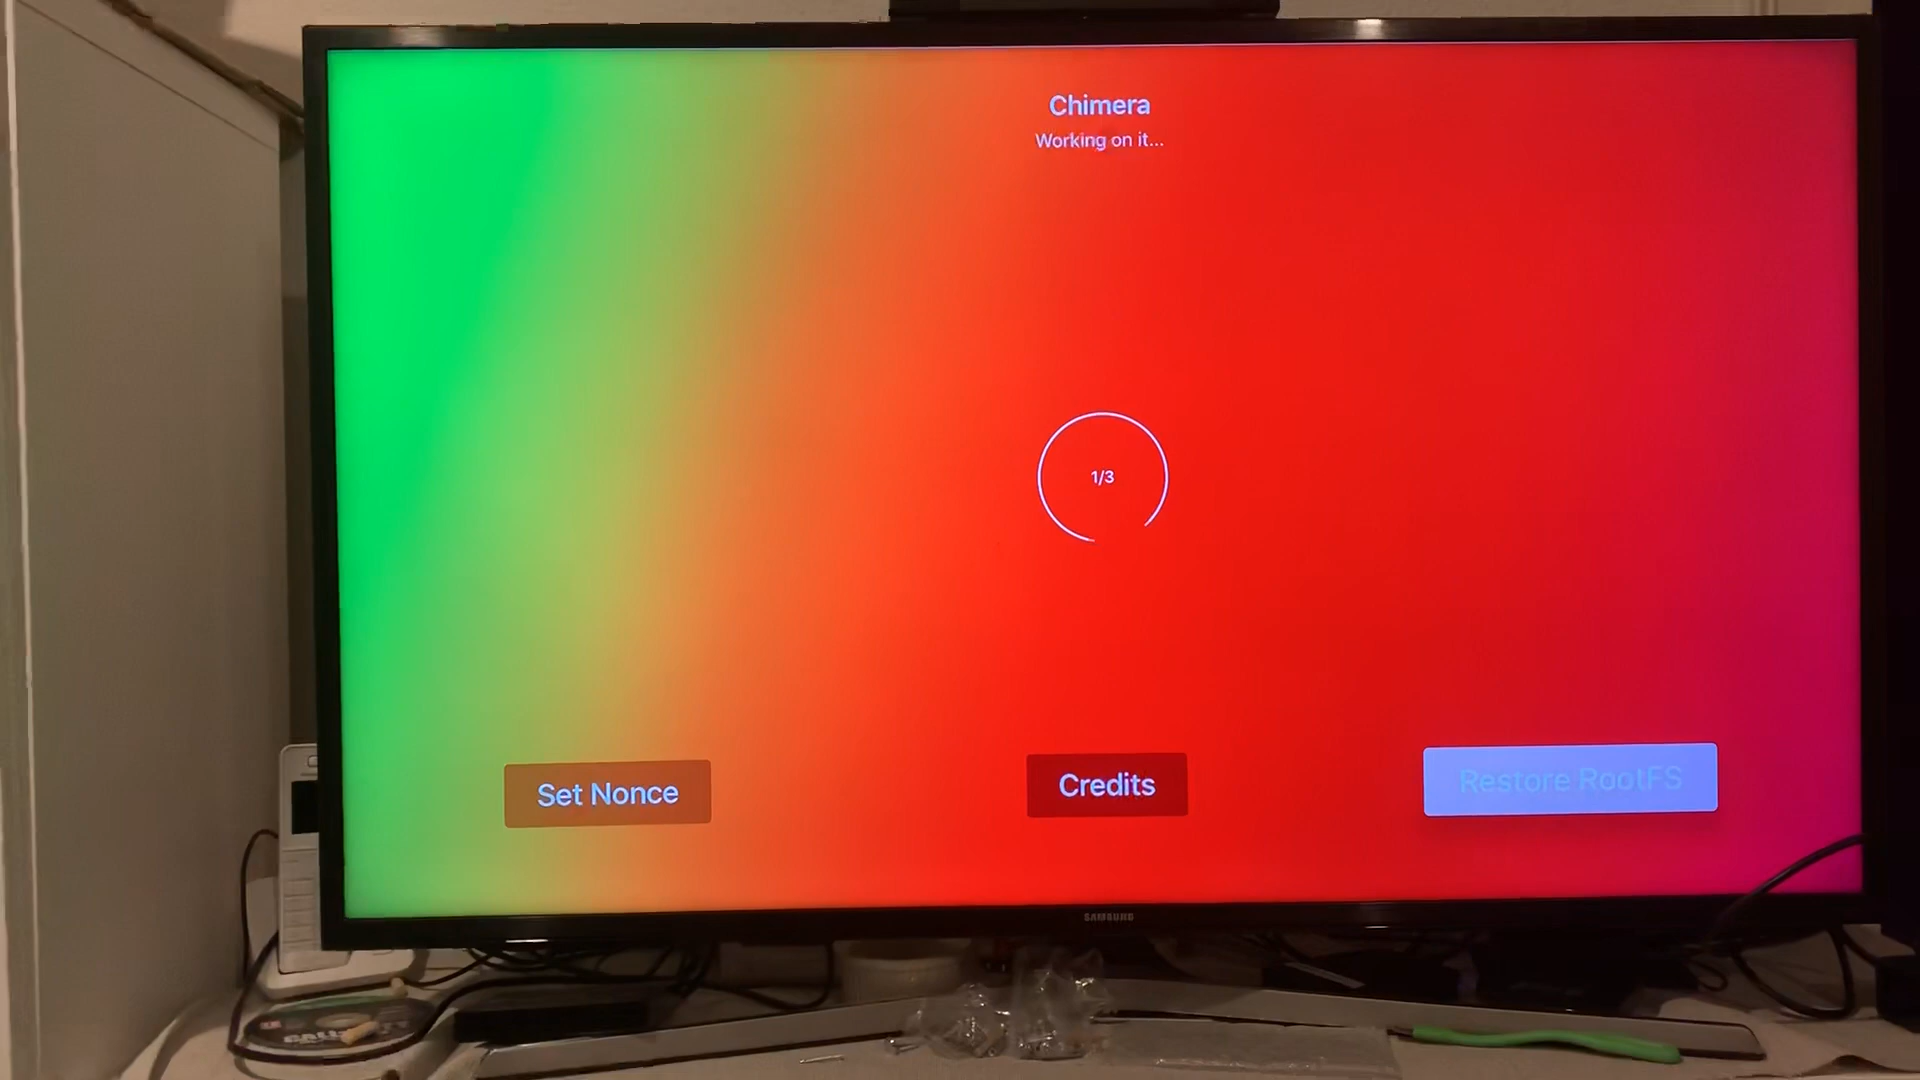 Chimera
Working on it...
1/3
Set Nonce
Credits
Restore RootFS
SAMSUNG